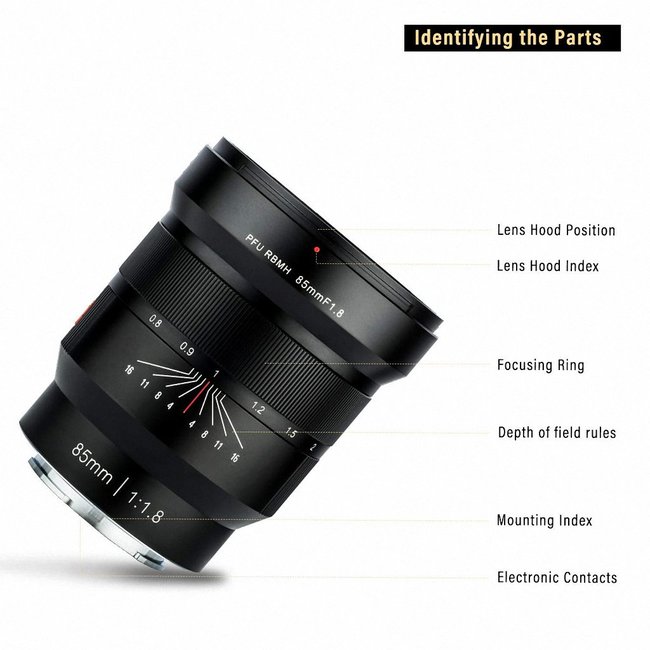 Identifying the Parts
Lens Hood Position
PFU RBMH 85mmF1.8
Lens Hood Index
0.8
0.9
1
1.2
1.5
2
Focusing Ring
16 11 8 4 4 8 11 16
Depth of field rules
85mm | 1:1.8
Mounting Index
Electronic Contacts